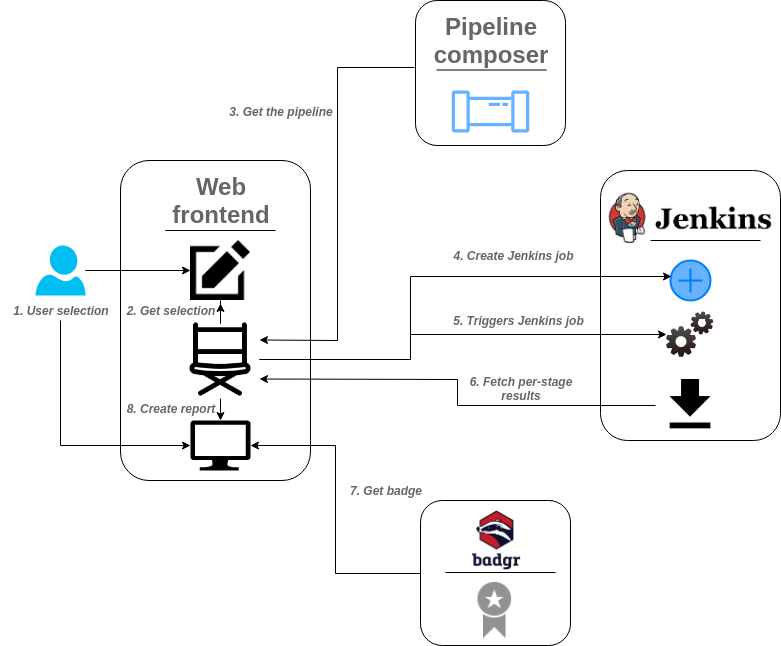 Pipeline
composer
3. Get the pipeline
Web
frontend
Jenkins
4. Create Jenkins job
1. User selection
2. Get selection
5. Triggers Jenkins job
6. Fetch per-stage
results
8. Create report
7. Get badge
badgr